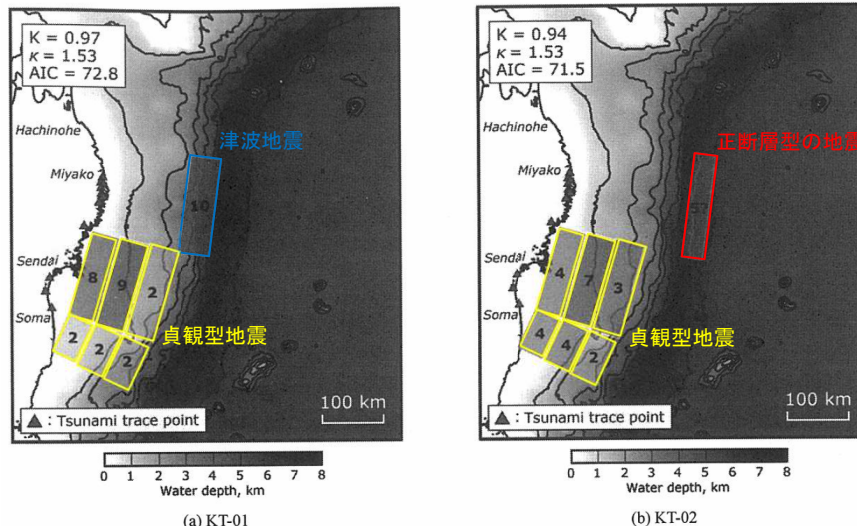 K = 0.97
κ = 1.53
AIC = 72.8
Hachinohe
津波地震
Miyako
10
Sendai
8
9
2
Soma
貞観型地震
2
2
2
100 km
▲ : Tsunami trace point
0 1 2 3 4 5 6 7 8
Water depth, km
(a) KT-01
K = 0.94
κ = 1.53
AIC = 71.5
Hachinohe
正断層型の地震
Miyako
Sendai
4
7
3
Soma
貞観型地震
4
4
2
100 km
▲ : Tsunami trace point
0 1 2 3 4 5 6 7 8
Water depth, km
(b) KT-02